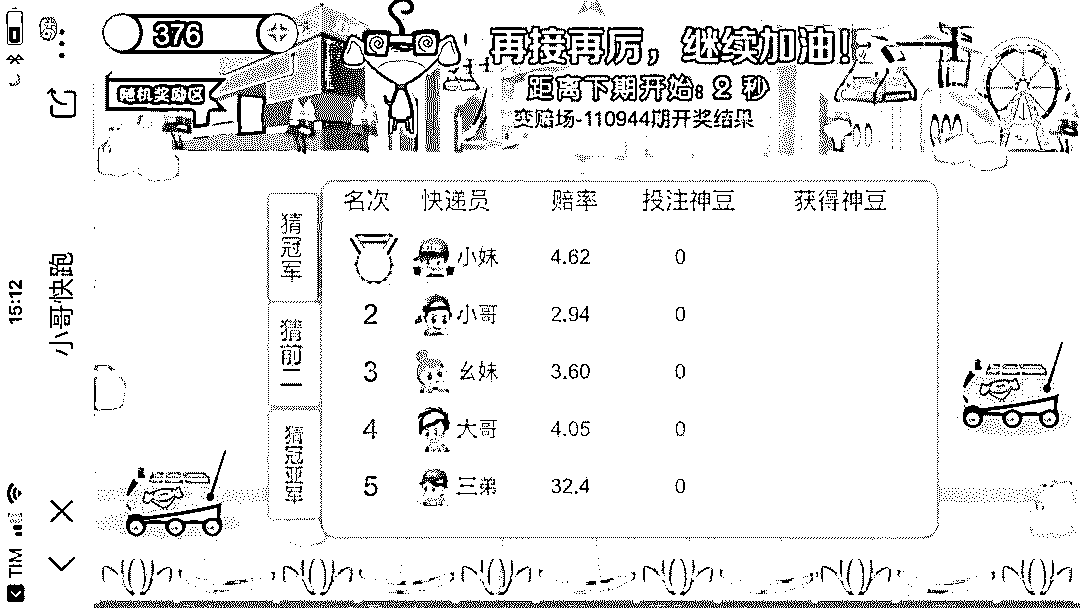 376
再接再厉，继续加油!
随机奖励区
距离下期开始: 2 秒
竞赔场-110944期开奖结果
名次 快递员 赔率 投注神豆 获得神豆
小妹 4.62 0
2 小哥 2.94 0
3 幺妹 3.60 0
4 大哥 4.05 0
5 三弟 32.4 0
猜冠军
猜前二
猜冠亚军
小哥快跑
15:12
TIM